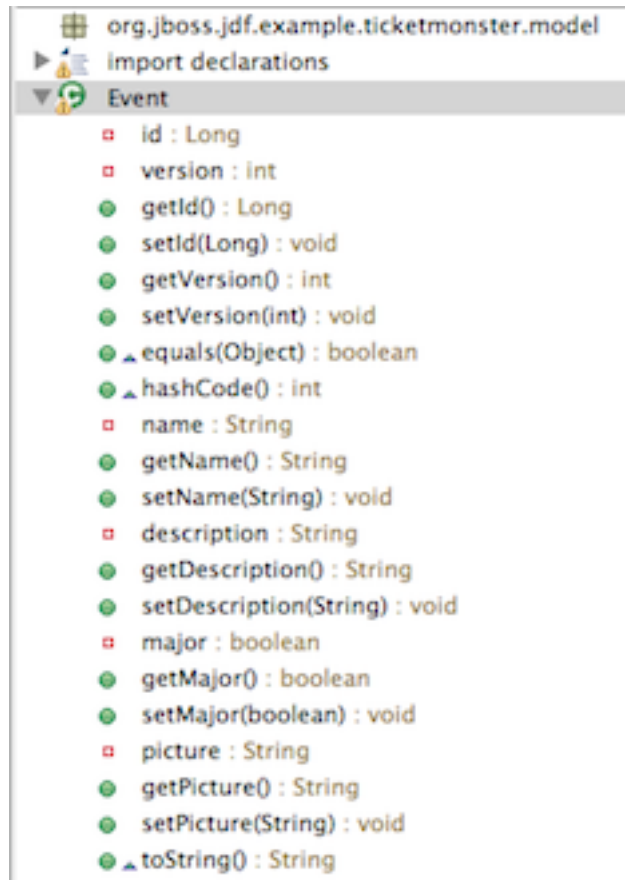 org.jboss.jdf.example.ticketmonster.model
import declarations
Event
id : Long
version : int
getId() : Long
setId(Long) : void
getVersion() : int
setVersion(int) : void
equals(Object) : boolean
hashCode() : int
name : String
getName() : String
setName(String) : void
description : String
getDescription() : String
setDescription(String) : void
major : boolean
getMajor() : boolean
setMajor(boolean) : void
picture : String
getPicture() : String
setPicture(String) : void
toString() : String